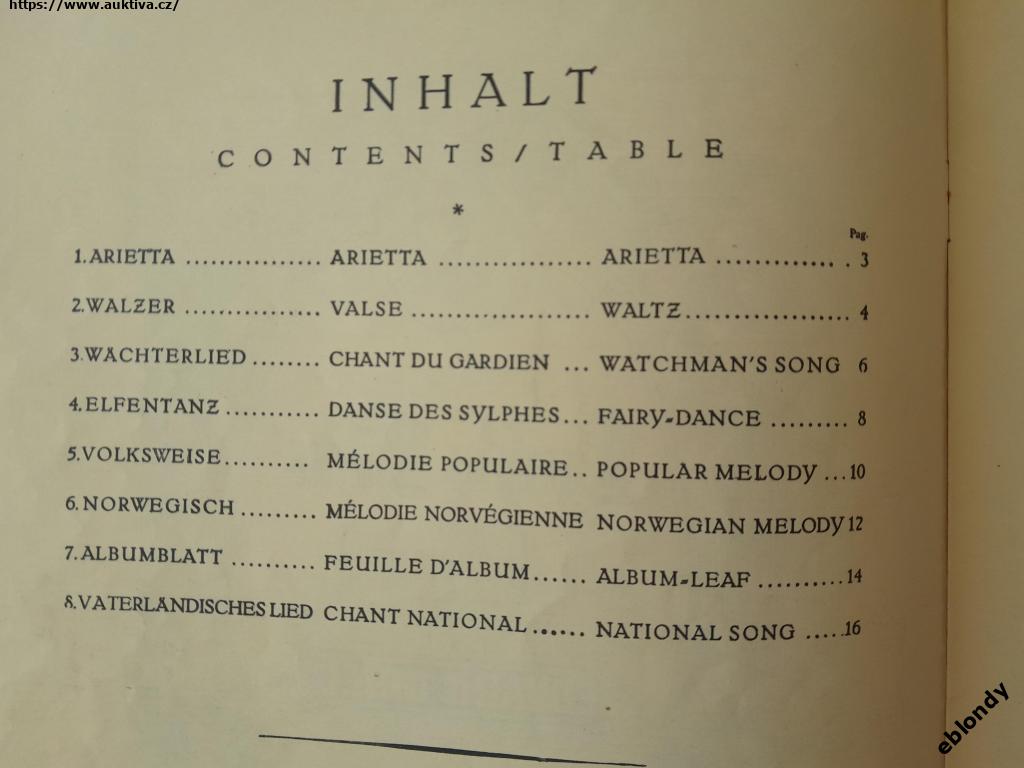 https://www.auktiva.cz/
INHALT
CONTENTS/TABLE
*
Pag.
1. ARIETTA ............... ARIETTA ................. ARIETTA ............. . 3
2. WALZER ............... VALSE .................... WALTZ.................. 4
3. WACHTERLIED ........ CHANT DU GARDIEN ... WATCHMAN'S SONG 6
4. ELFENTANZ .......... DANSE DES SYLPHES... FAIRY-DANCE ......... 8
5. VOLKSWEISE.......... MÉLODIE POPULAIRE.. POPULAR MELODY ...10
6. NORWEGISCH ......... MÉLODIE NORVÉGIENNE NORWEGIAN MELODY 12
7. ALBUMBLATT .......... FEUILLE D'ALBUM...... ALBUM-LEAF ..........14
8. VATERLANDISCHES LIED CHANT NATIONAL ...... NATIONAL SONG .....16
eblondy